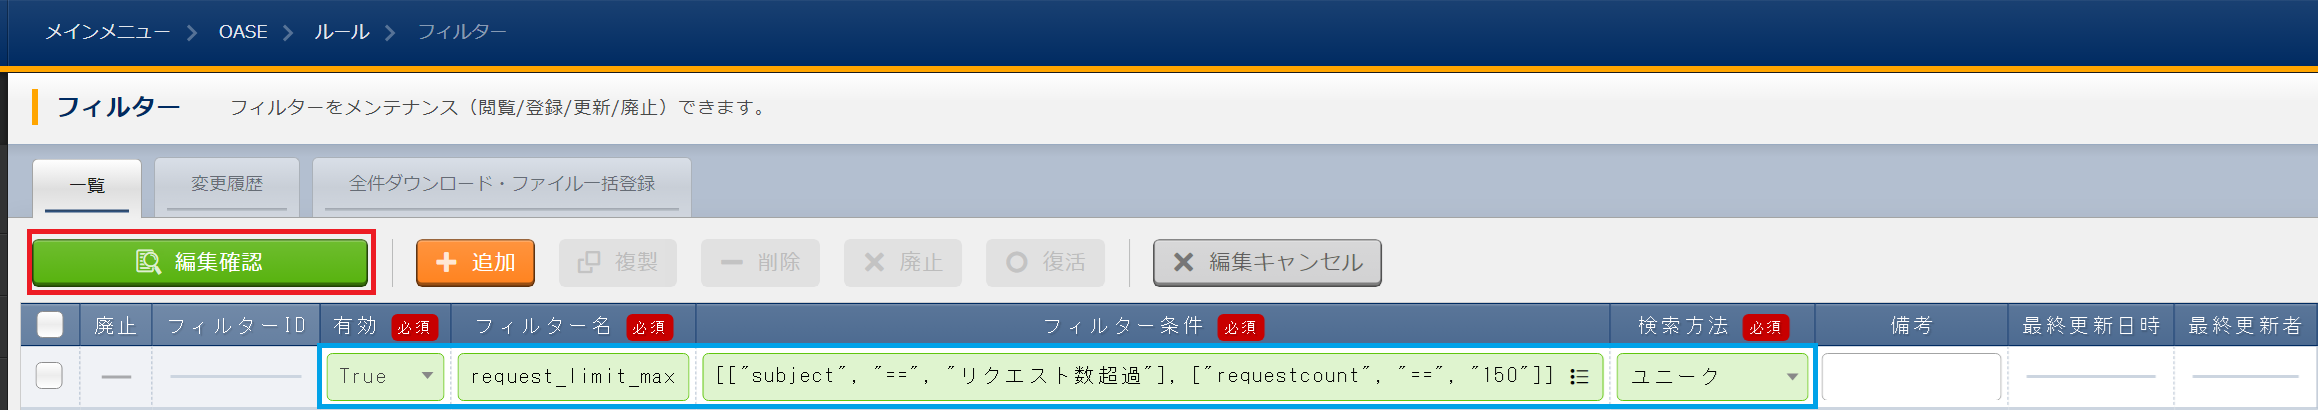 メインメニュー OASE ルール フィルター
フィルター フィルターをメンテナンス（閲覧/登録/更新/廃止）できます。
一覧 変更履歴 全件ダウンロード・ファイル一括登録
編集確認 追加 複製 削除 廃止 復活 編集キャンセル
廃止 フィルターID 有効 必須 フィルター名 必須 フィルター条件 必須 検索方法 必須 備考 最終更新日時 最終更新者
True request_limit_max [["subject", "==", "リクエスト数超過"], ["requestcount", "==", "150"]] ユニーク